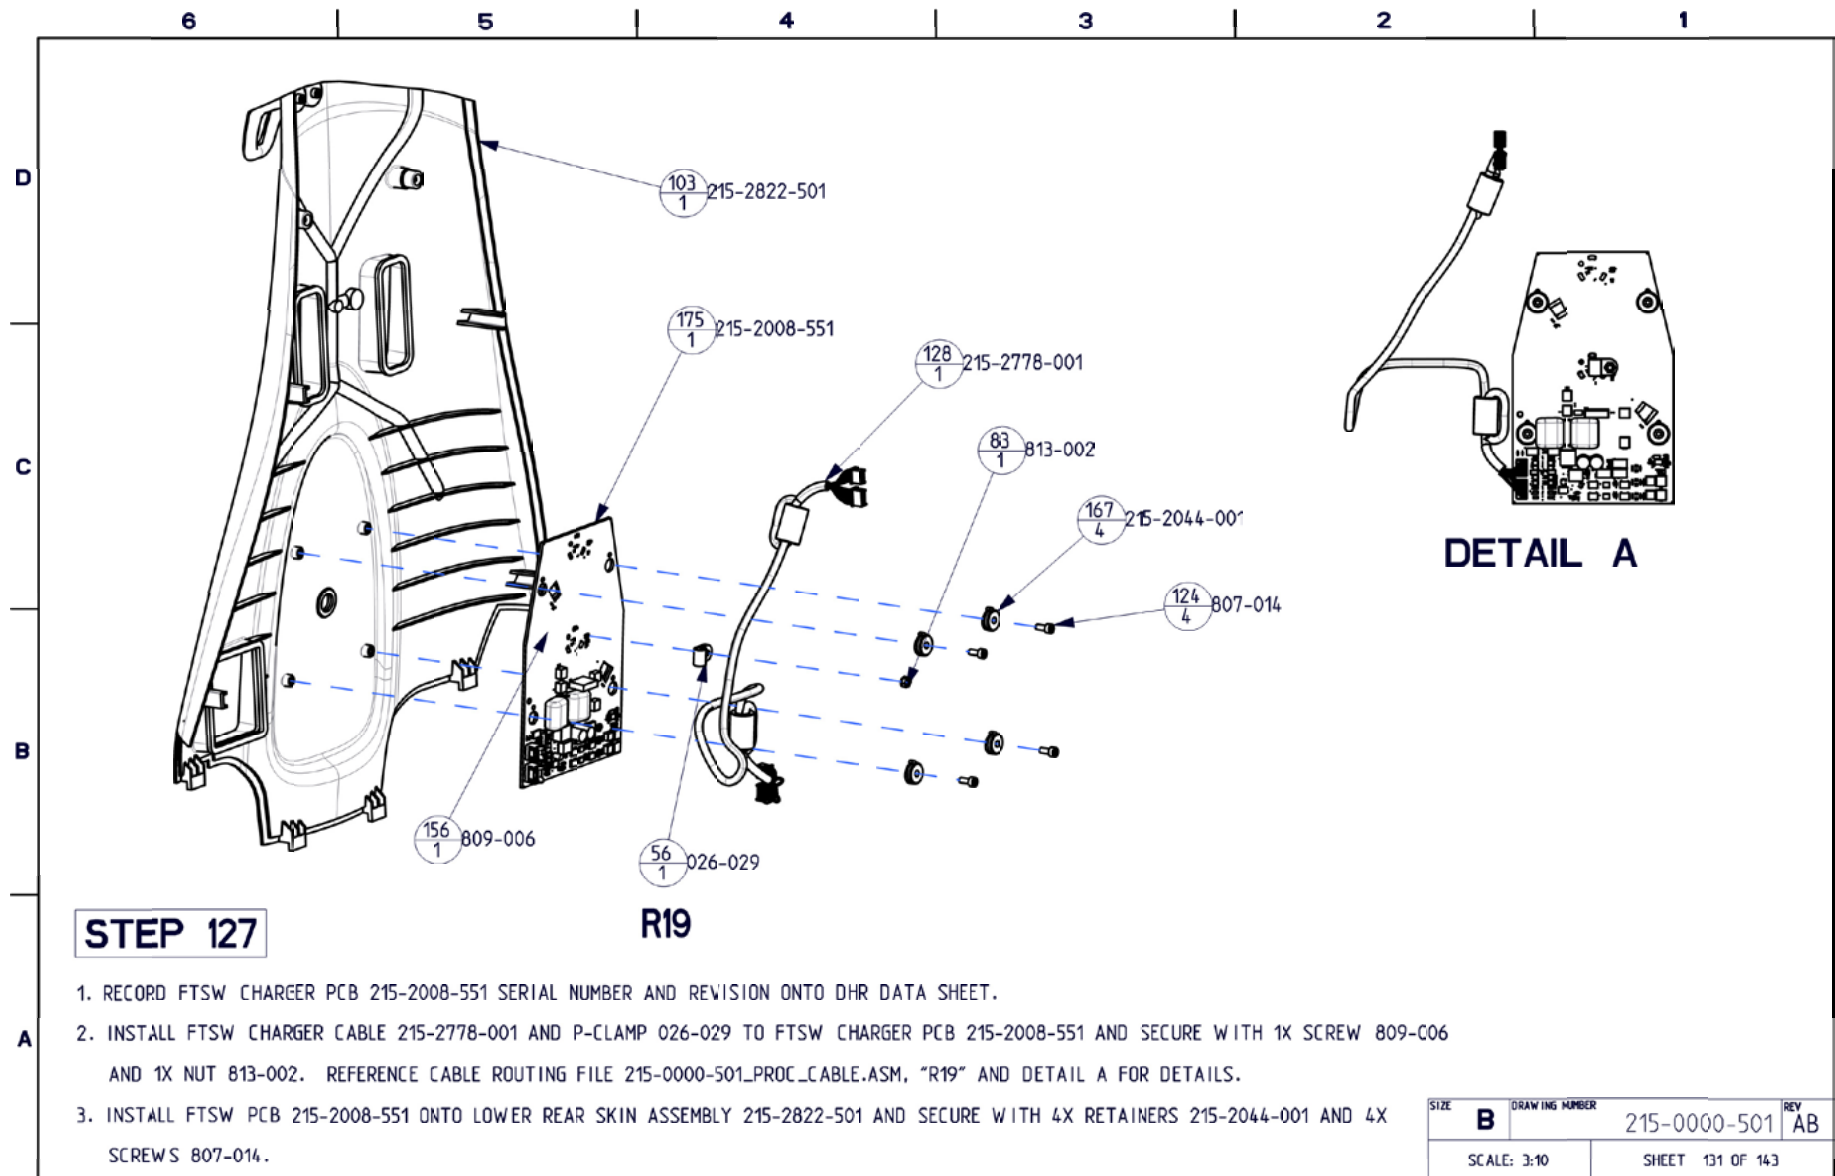 6 5 4 3 2 1
D
C
B
A
103
1
215-2822-501
175
1
215-2008-551
128
1
215-2778-001
83
1
813-002
167
4
215-2044-001
124
4
807-014
DETAIL A
156
1
809-006
56
1
026-029
R19
STEP 127
1. RECORD FTSW CHARGER PCB 215-2008-551 SERIAL NUMBER AND REVISION ONTO DHR DATA SHEET.
2. INSTALL FTSW CHARGER CABLE 215-2778-001 AND P-CLAMP 026-029 TO FTSW CHARGER PCB 215-2008-551 AND SECURE WITH 1X SCREW 809-006
AND 1X NUT 813-002. REFERENCE CABLE ROUTING FILE 215-0000-501_PROC_CABLE.ASM, "R19" AND DETAIL A FOR DETAILS.
3. INSTALL FTSW PCB 215-2008-551 ONTO LOWER REAR SKIN ASSEMBLY 215-2822-501 AND SECURE WITH 4X RETAINERS 215-2044-001 AND 4X
SCREWS 807-014.
SIZE
B
DRAWING NUMBER
215-0000-501
REV
AB
SCALE: 3:10
SHEET 131 OF 143